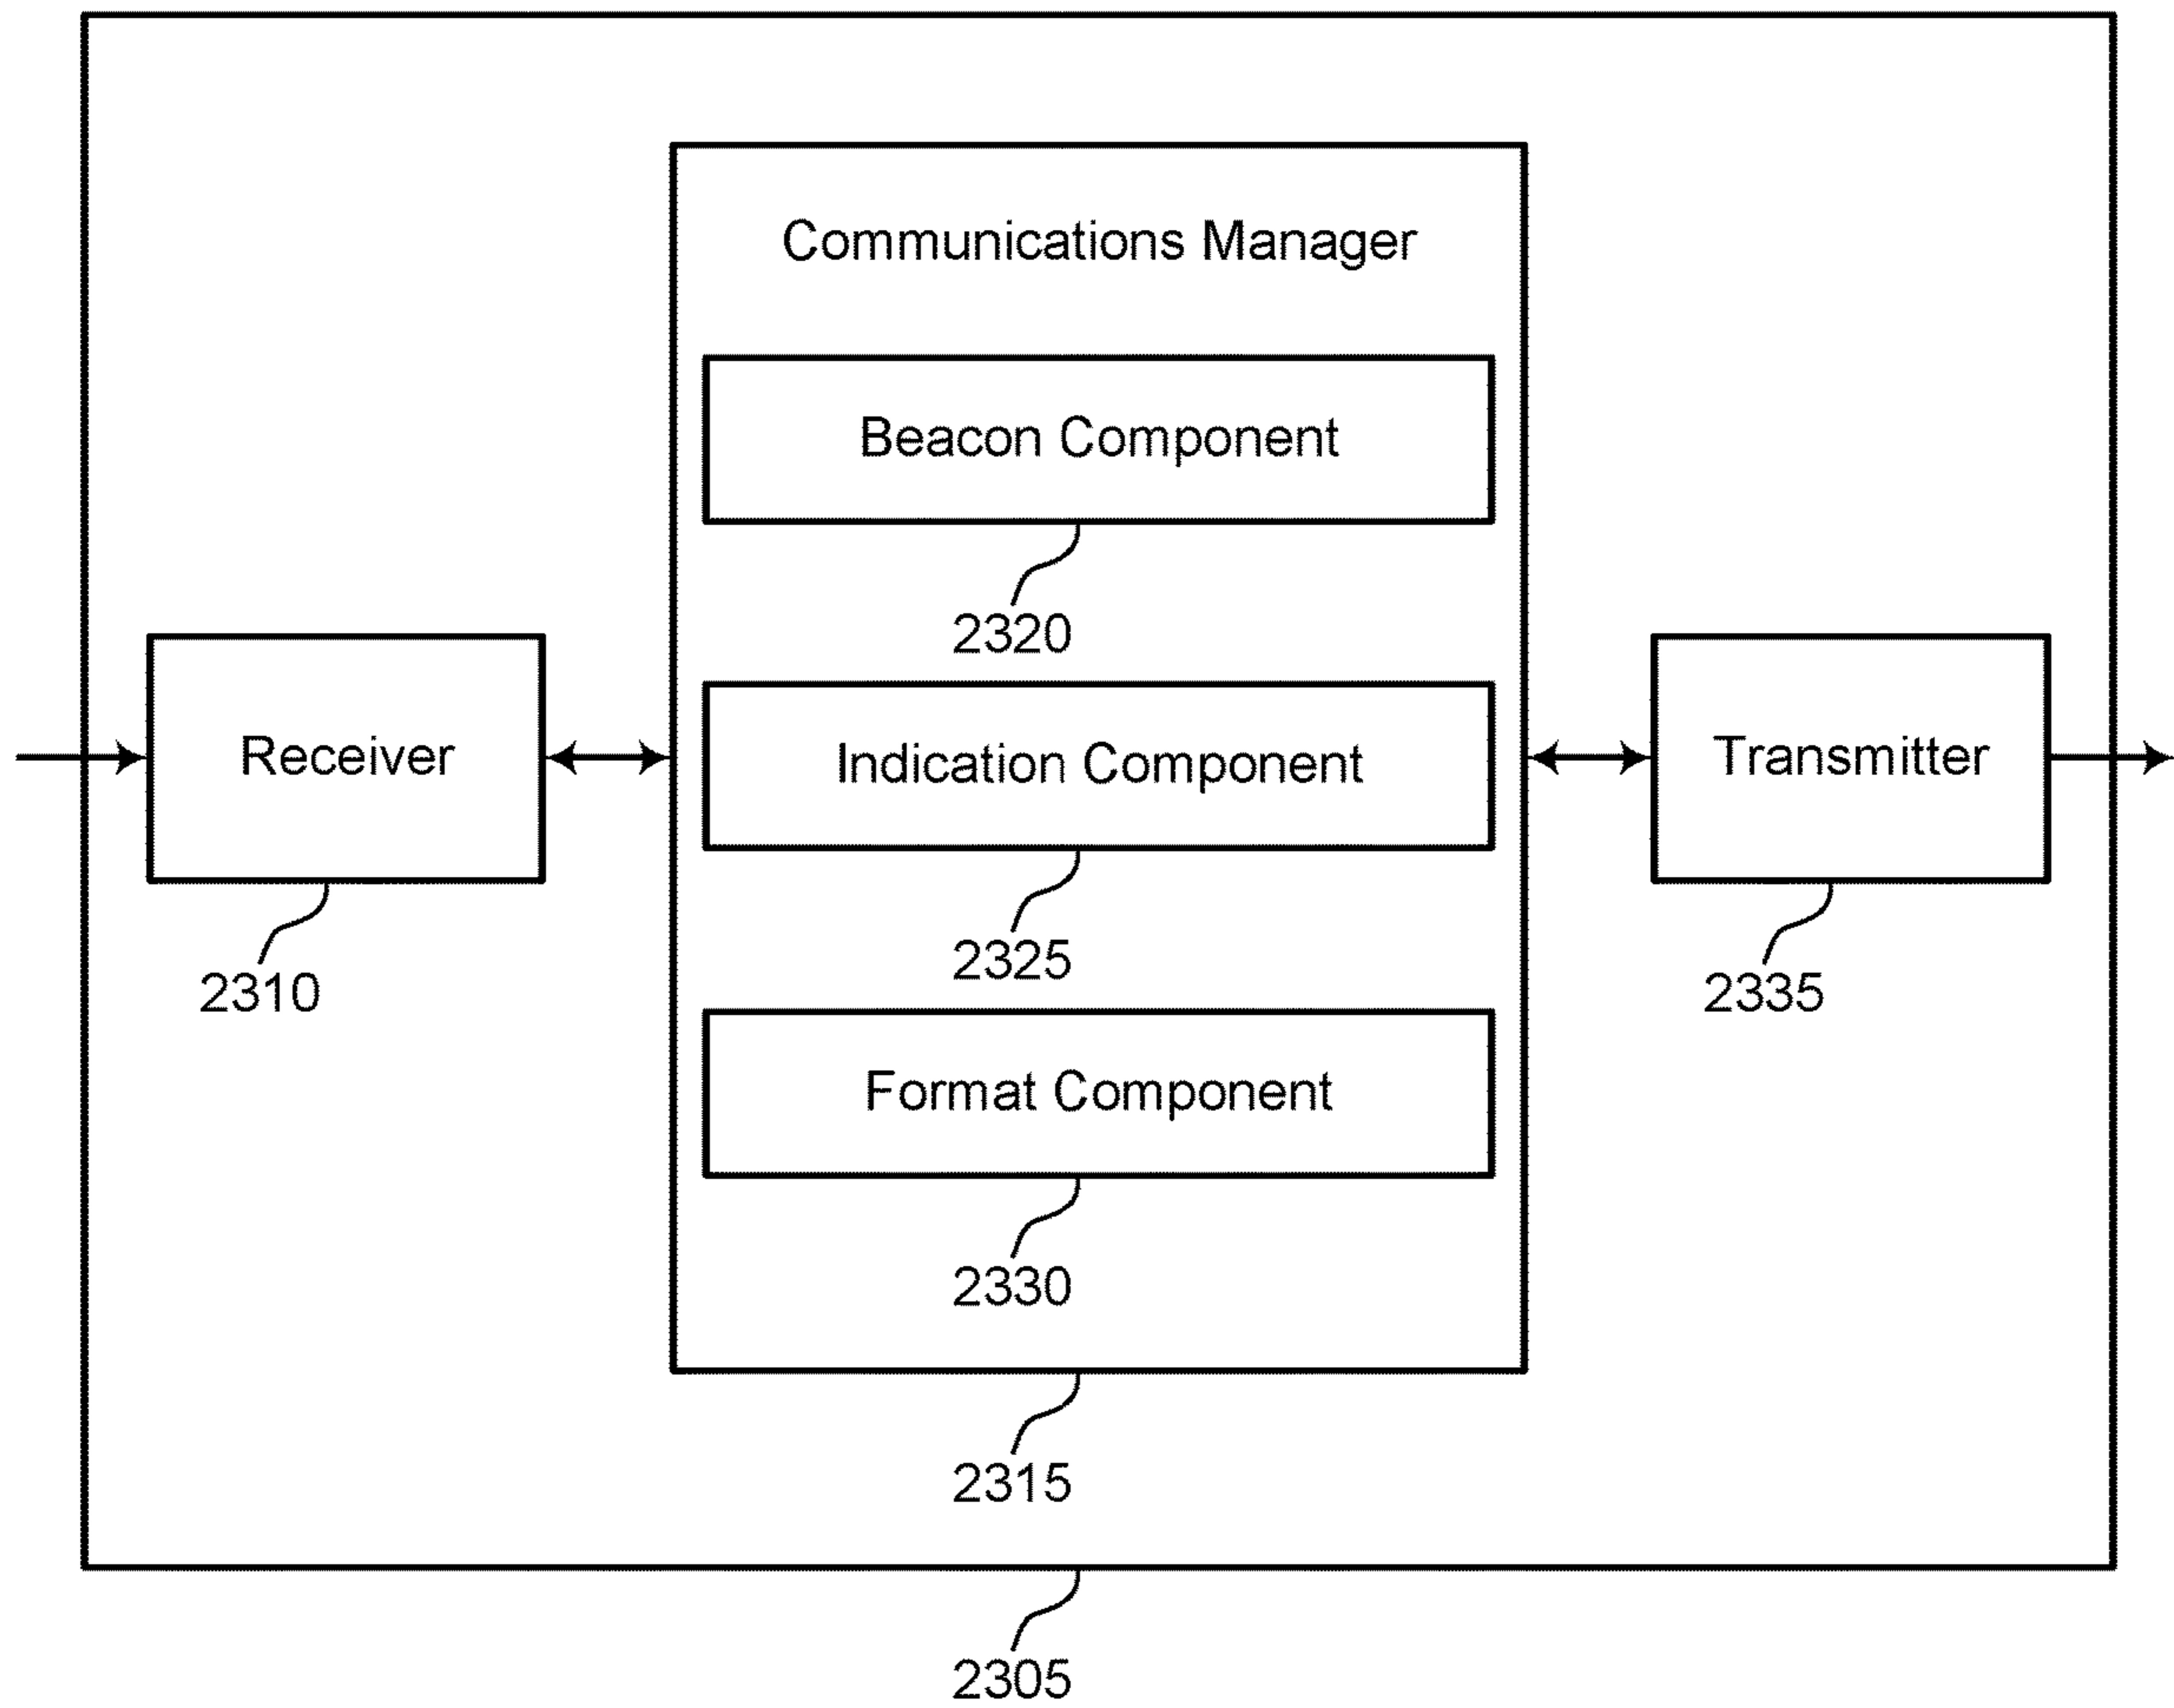 Communications Manager
Beacon Component
2320
Receiver
2310
Indication Component
2325
Transmitter
2335
Format Component
2330
2315
2305